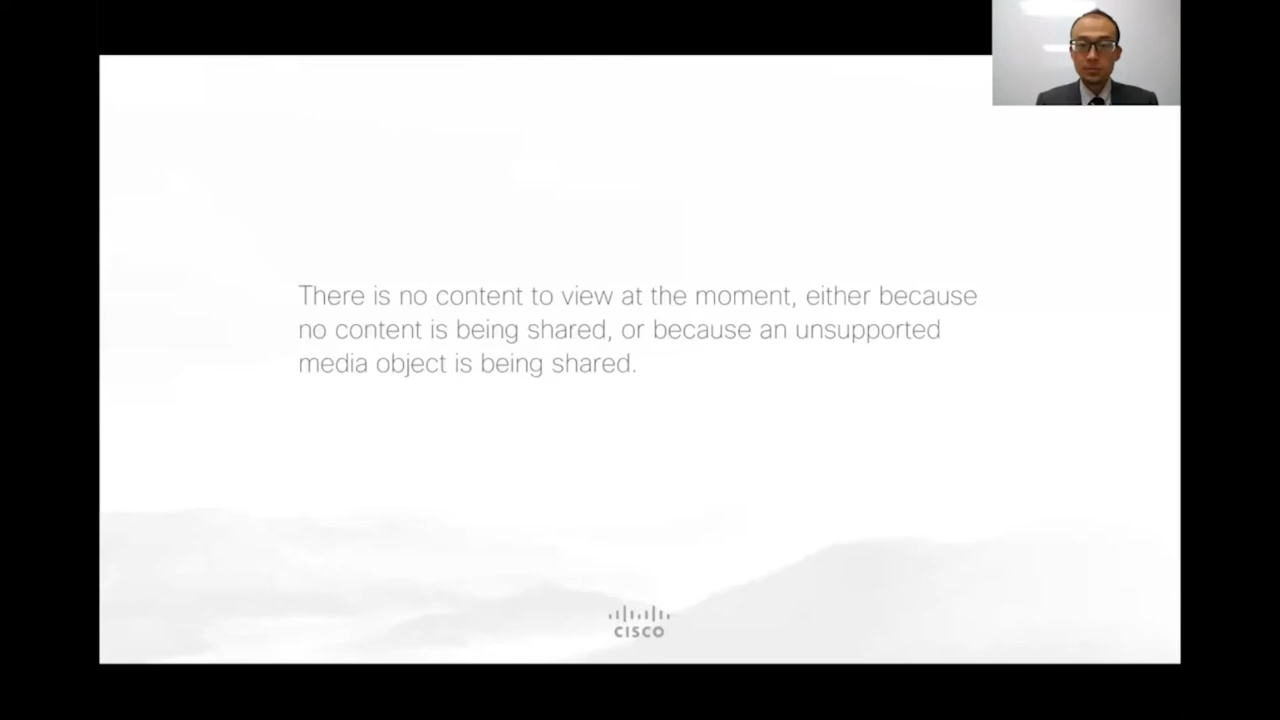 There is no content to view at the moment, either because
no content is being shared, or because an unsupported
media object is being shared.
CISCO